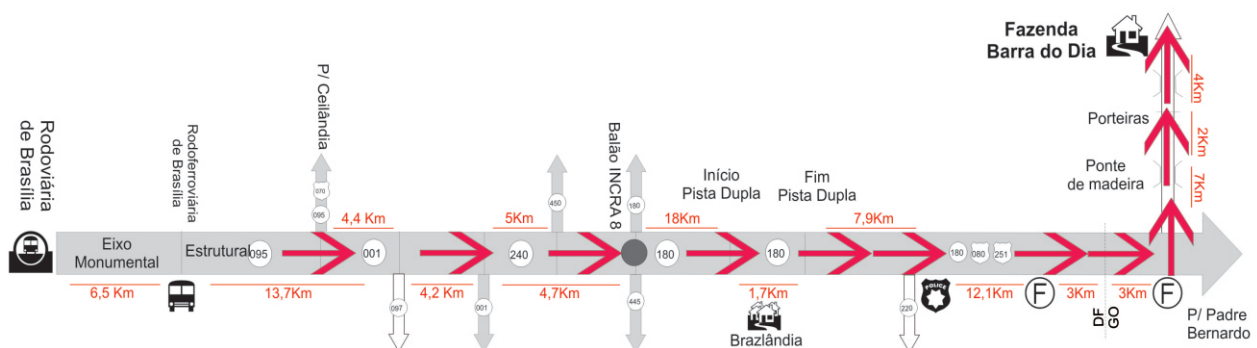 Rodoviária
de Brasília
Eixo
Monumental
6,5 Km
Rodoferroviária
de Brasília
Estrutural
095
13,7Km
P/ Ceilândia
070
095
4,4 Km
001
097
4,2 Km
001
5Km
240
450
4,7Km
Balão INCRA 8
180
445
180
18Km
Início
Pista Dupla
1,7Km
Brazlândia
180
Fim
Pista Dupla
7,9Km
220
POLICE
180
080
251
12,1Km
F
3Km
DF
GO
3Km
F
P/ Padre
Bernardo
7Km
Ponte
de madeira
2Km
Porteiras
4Km
Fazenda
Barra do Dia